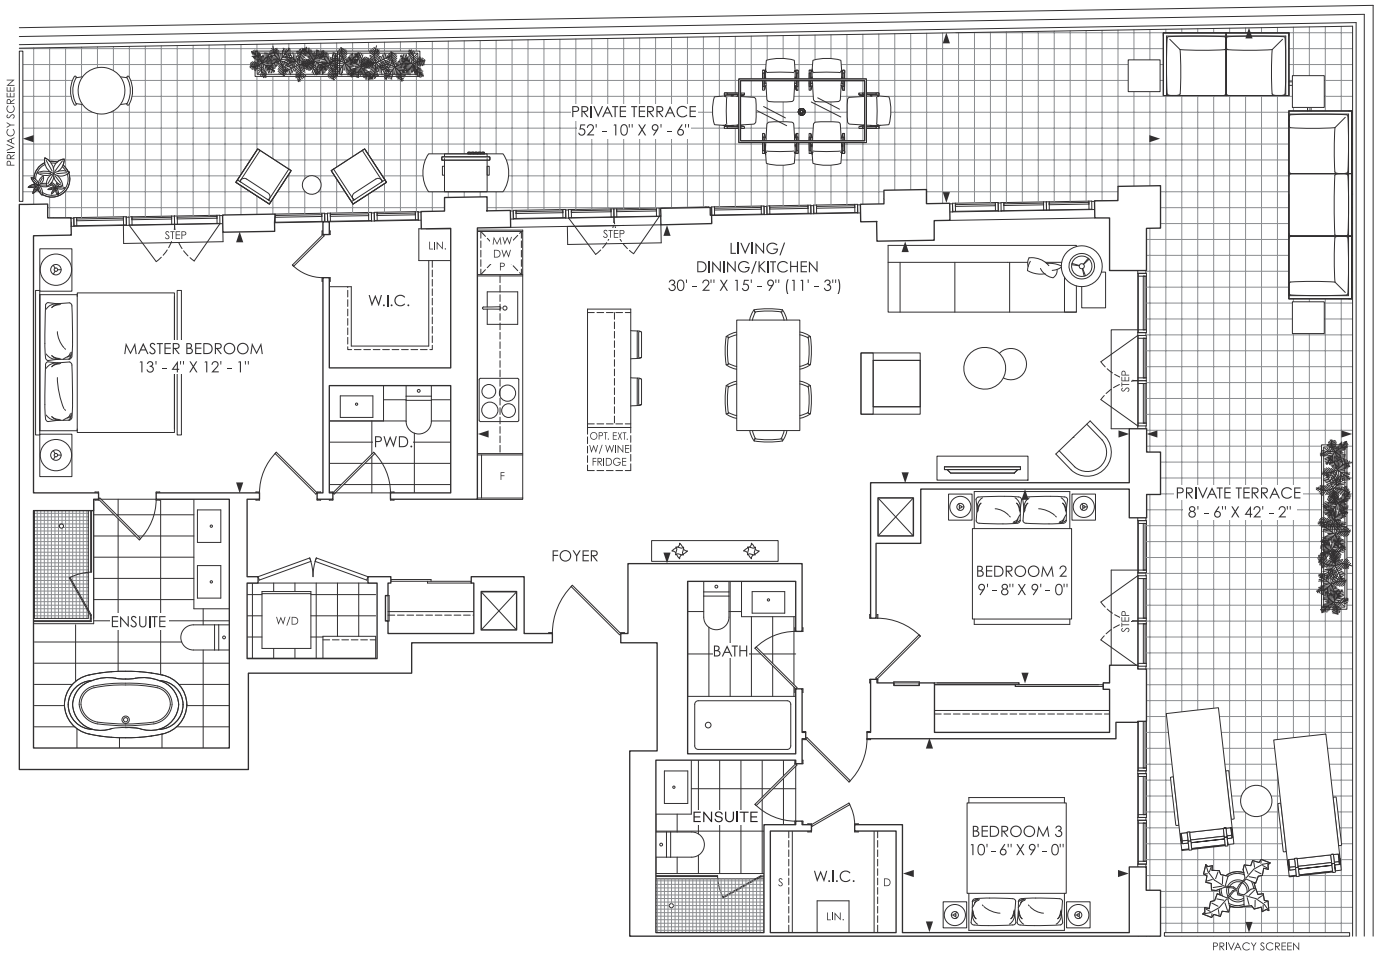 PRIVACY SCREEN
PRIVATE TERRACE
52' - 10" X 9' - 6"
STEP
LIN.
MW
DW
P
STEP
LIVING/
DINING/KITCHEN
30' - 2" X 15' - 9" (11' - 3")
W.I.C.
MASTER BEDROOM
13' - 4" X 12' - 1"
STEP
PWD.
OPT. EXT.
W/ WINE
FRIDGE
F
PRIVATE TERRACE
8' - 6" X 42' - 2"
FOYER
BEDROOM 2
9' - 8" X 9' - 0"
ENSUITE
W/D
STEP
BATH
ENSUITE
BEDROOM 3
10' - 6" X 9' - 0"
S
W.I.C.
D
LIN.
PRIVACY SCREEN